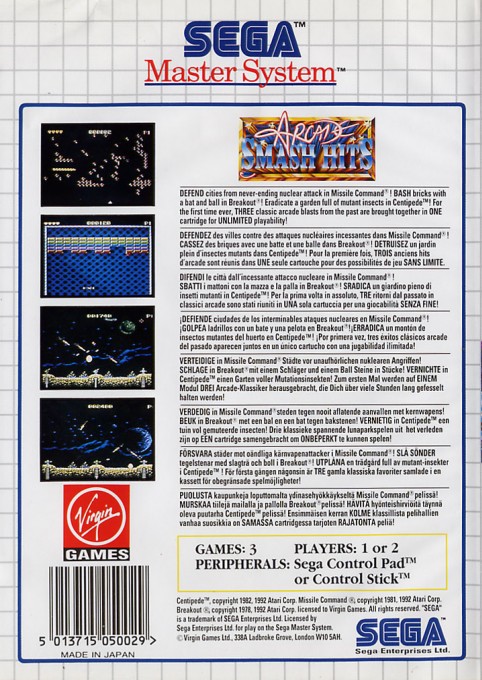 SEGA™
Master System™
ARCADE
SMASH HITS
DEFEND cities from never-ending nuclear attack in Missile Command®! BASH bricks with
a bat and ball in Breakout®! Eradicate a garden full of mutant insects in Centipede™! For
the first time ever, THREE classic arcade blasts from the past are brought together in ONE
cartridge for UNLIMITED playability!
DEFENDEZ des villes contre des attaques nucléaires incessantes dans Missile Command®!
CASSEZ des briques avec une batte et une balle dans Breakout®! DETRUISEZ un jardin
plein d'insectes mutants dans Centipede™! Pour la première fois, TROIS anciens hits
d'arcade sont réunis dans UNE seule cartouche pour des possibilités de jeu SANS LIMITE.
DIFENDI le città dall'incessante attacco nucleare in Missile Command®!
SBATTI i mattoni con la mazza e la palla in Breakout®! SRADICA un giardino pieno di
insetti mutanti in Centipede™! Per la prima volta in assoluto, TRE ritorni dal passato in
classici arcade sono stati riuniti in UNA sola cartuccia per una giocabilità SENZA FINE!
¡DEFIENDE ciudades de los interminables ataques nucleares en Missile Command®!
¡GOLPEA ladrillos con un bate y una pelota en Breakout®! ¡ERRADICA un montón de
insectos mutantes del huerto en Centipede™! ¡Por primera vez, tres éxitos clásicos arcade
del pasado aparecen juntos en un único cartucho con una jugabilidad ilimitada!
VERTEIDIGE in Missile Command® Städte vor unaufhörlichen nuklearen Angriffen!
SCHLAGE in Breakout® mit einem Schläger und einem Ball Steine in Stücke! VERNICHTE in
Centipede™ einen Garten voller Mutationsinsekten! Zum ersten Mal werden auf EINEM
Modul DREI Arcade-Klassiker herausgebracht, die Dich über viele Stunden lang gefesselt
halten werden!
VERDEDIG in Missile Command® steden tegen nooit aflatende aanvallen met kernwapens!
BEUK in Breakout® met een bal en een bat tegen bakstenen! VERNIETIG in Centipede™ een
tuin vol gemuteerde insecten! Drie klassieke spannende lunaparkspelen uit het verleden
zijn op EEN cartridge samengebracht om ONBEPERKT te kunnen spelen!
FÖRSVARA städer mot oändliga kärnvapenattacker i Missile Command®! SLÅ SÖNDER
tegelstenar med slagträ och boll i Breakout®! UTPLÅNA en trädgård full av mutant-insekter
i Centipede™! För första gången någonsin är TRE gamla klassiska favoriter samlade i en
kassett för obegränsade spelmöjligheter!
PUOLUSTA kaupunkeja loputtomalta ydinasehyökkäykseltä Missile Command® pelissä!
MURSKAA tiilejä mailalla ja pallolla Breakout® pelissä! HÄVITÄ hyönteishirviöitä täynnä
oleva puutarha Centipede™ pelissä! Ensimmäisen kerran KOLME klassillista pelihallien
vanhaa suosikkia on SAMASSA cartridgessa tarjoten RAJATONTA peliä!
Virgin
GAMES
GAMES: 3 PLAYERS: 1 or 2
PERIPHERALS: Sega Control Pad™
or Control Stick™
Centipede™, copyright 1982, 1992 Atari Corp. Missile Command ®, copyright 1981, 1992 Atari Corp.
Breakout ®, copyright 1978, 1992 Atari Corp. licensed to Virgin Games. All rights reserved. "SEGA"
is a trademark of SEGA Enterprises Ltd. Licensed by
Sega Enterprises Ltd. for play on the Sega Master System.
© Virgin Games Ltd., 338A Ladbroke Grove, London W10 5AH.
SEGA™
Sega Enterprises Ltd.
5 013715 050029 >
MADE IN JAPAN